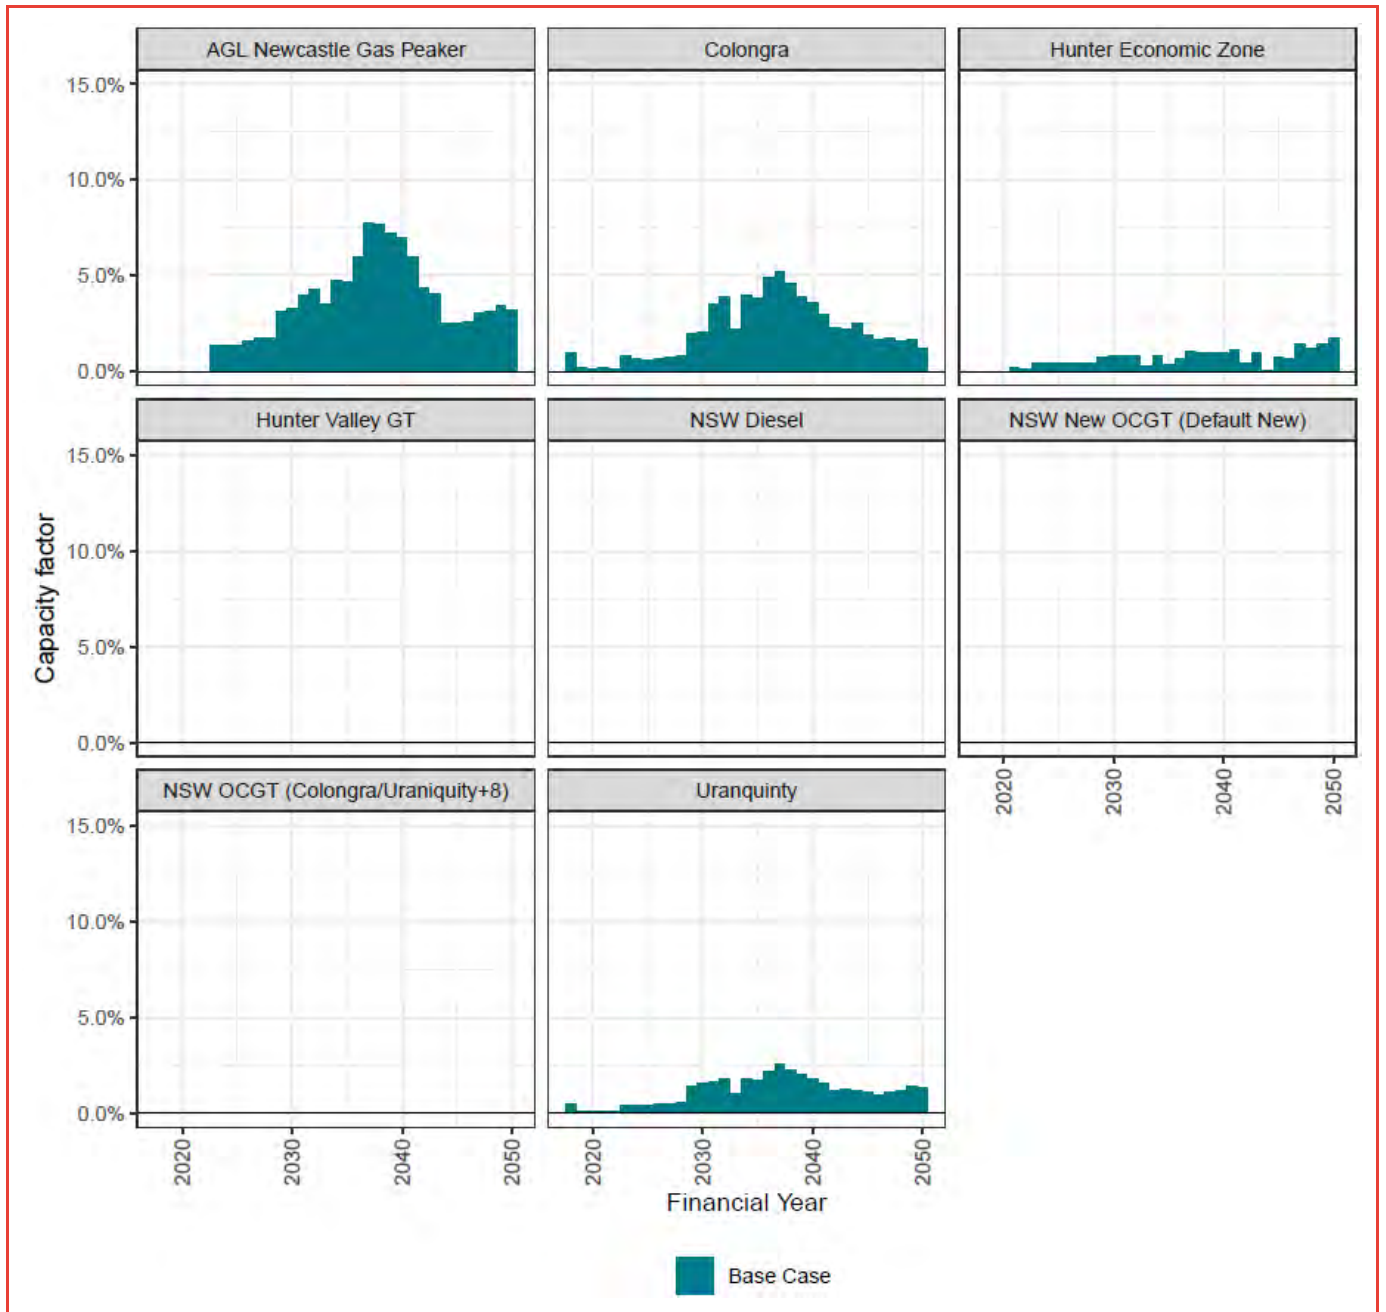 AGL Newcastle Gas Peaker
Colongra
Hunter Economic Zone
15.0%
10.0%
5.0%
0.0%
Hunter Valley GT
NSW Diesel
NSW New OCGT (Default New)
15.0%
10.0%
5.0%
0.0%
Capacity factor
2020
2030
2040
2050
NSW OCGT (Colongra/Uraniquity+8)
Uranquinty
15.0%
10.0%
5.0%
0.0%
2020
2030
2040
2050
2020
2030
2040
2050
Financial Year
Base Case